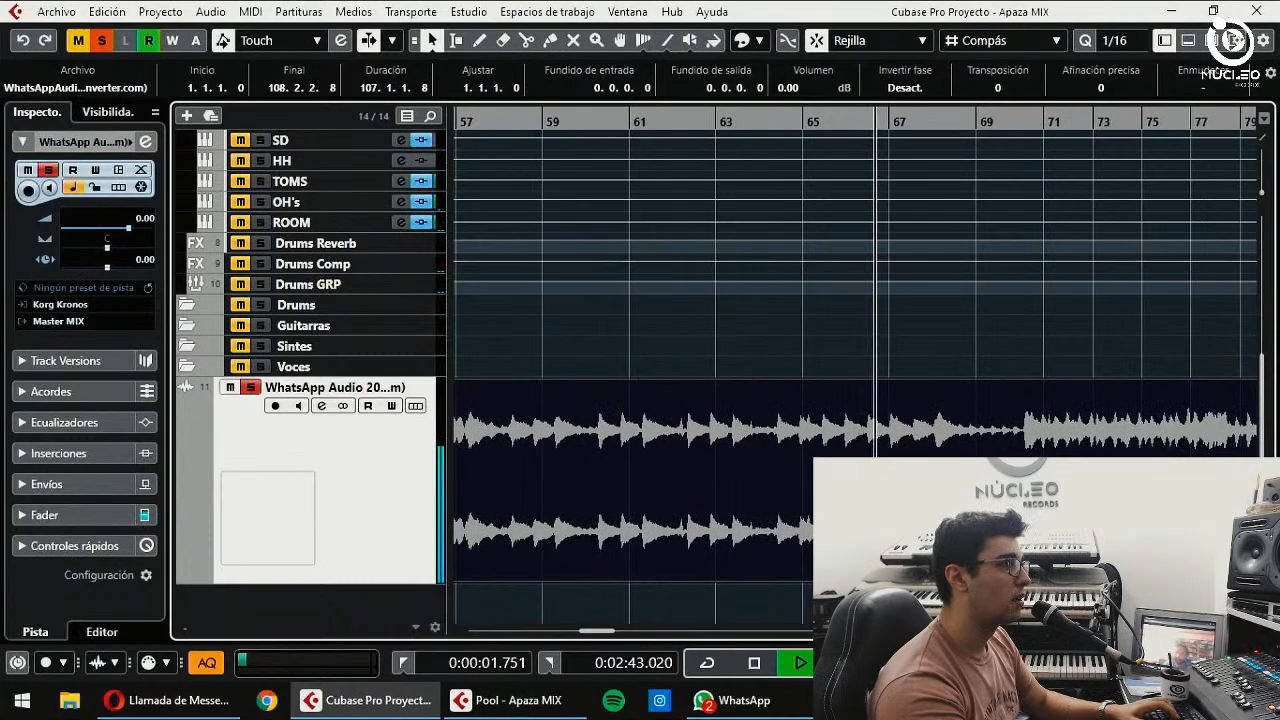 Archivo Edición Proyecto Audio MIDI Partituras Medios Transporte Estudio Espacios de trabajo Ventana Hub Ayuda Cubase Pro Proyecto - Apaza MIX
M S L R W A Touch Rejilla Compás Q 1/16
NÚCLEO
Archivo Inicio Final Duración Ajustar Fundido de entrada Fundido de salida Volumen Invertir fase Transposición Afinación precisa
WhatsAppAudi...nverter.com) 1. 1. 1. 0 108. 2. 2. 8 107. 1. 1. 8 1. 1. 1. 0 0. 0. 0. 0 0. 0. 0. 0 0.00 dB Desact. 0 0
Inspecto. Visibilida. 14 / 14 57 59 61 63 65 67 69 71 73 75 77 79
WhatsApp Au...m)
M S R W
0.00
C
0.00
Ningún preset de pista
Korg Kronos
Master MIX
Track Versions
Acordes
Ecualizadores
Inserciones
Envíos
Fader
Controles rápidos
Configuración
Pista Editor
m S SD
m S HH
m S TOMS
m S OH's
m S ROOM
FX 8 m S Drums Reverb
FX 9 m S Drums Comp
10 m S Drums GRP
m S Drums
m S Guitarras
m S Sintes
m S Voces
11 m S WhatsApp Audio 20...m)
R W
NÚCLEO
RECORDS
AQ 0:00:01.751 0:02:43.020
Llamada de Messe... Cubase Pro Proyect... Pool - Apaza MIX 2 WhatsApp